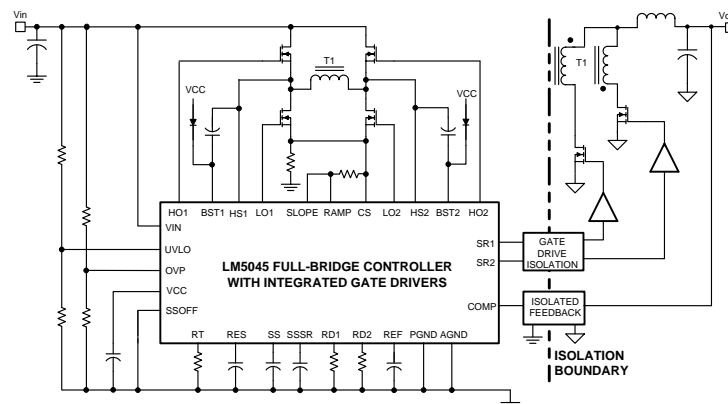 Vin
T1
VCC
VCC
T1
HO1
BST1
HS1
LO1
SLOPE
RAMP
CS
LO2
HS2
BST2
HO2
VIN
UVLO
OVP
VCC
SSOFF
LM5045 FULL-BRIDGE CONTROLLER
WITH INTEGRATED GATE DRIVERS
SR1
SR2
COMP
GATE
DRIVE
ISOLATION
ISOLATED
FEEDBACK
RT
RES
SS
SSSR
RD1
RD2
REF
PGND
AGND
ISOLATION
BOUNDARY